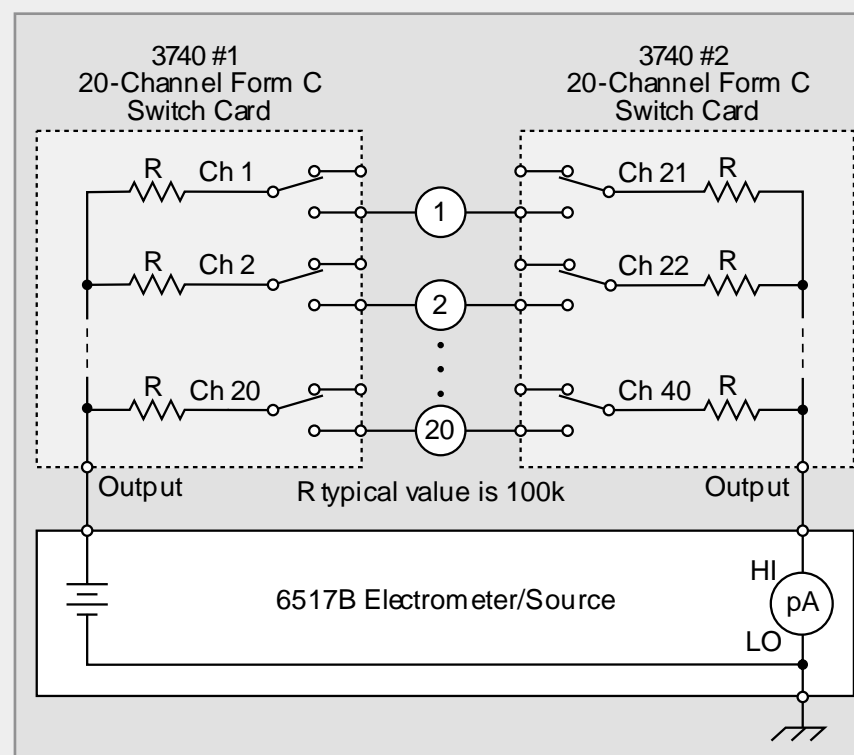 3740 #1
20-Channel Form C
Switch Card
3740 #2
20-Channel Form C
Switch Card
R
Ch 1
1
Ch 21
R
R
Ch 2
2
Ch 22
R
R
Ch 20
20
Ch 40
R
Output
R typical value is 100k
Output
6517B Electrometer/Source
HI
pA
LO